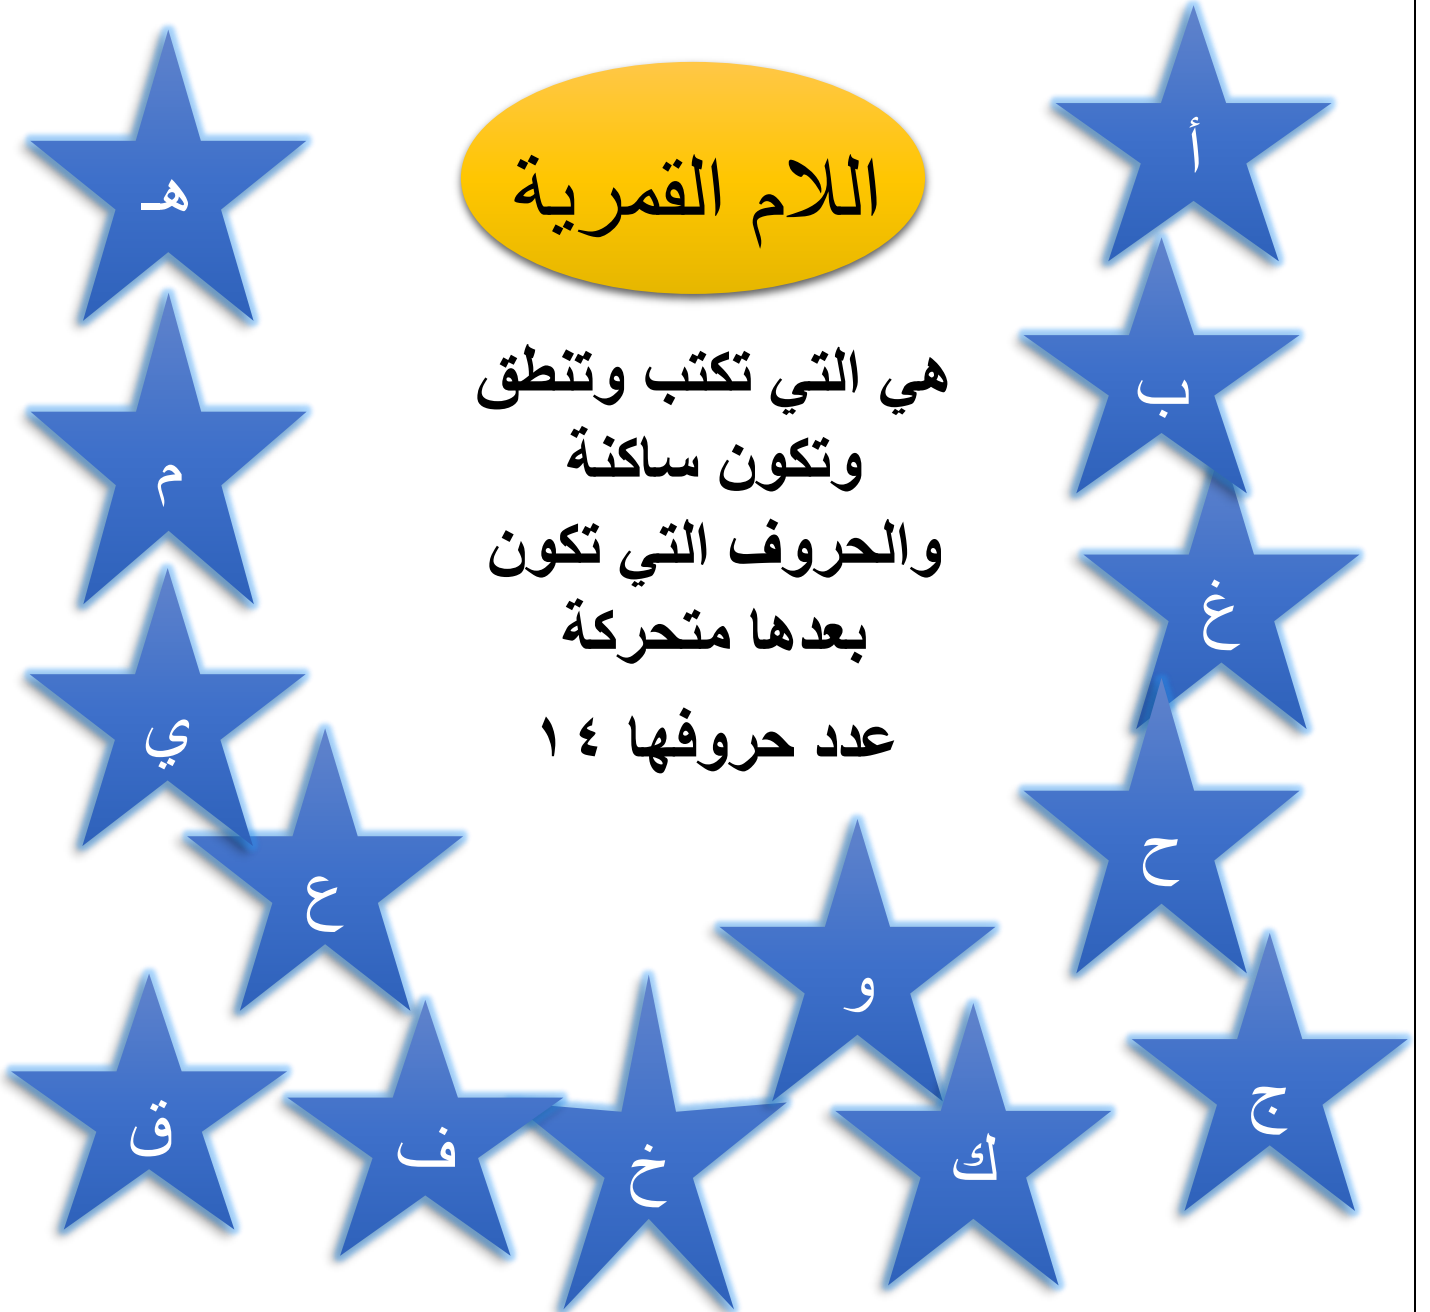 اللام القمرية
هي التي تكتب وتنطق
وتكون ساكنة
والحروف التي تكون
بعدها متحركة
عدد حروفها ١٤
أ
ب
غ
ح
ج
ك
و
خ
ف
ق
ع
ي
م
هـ